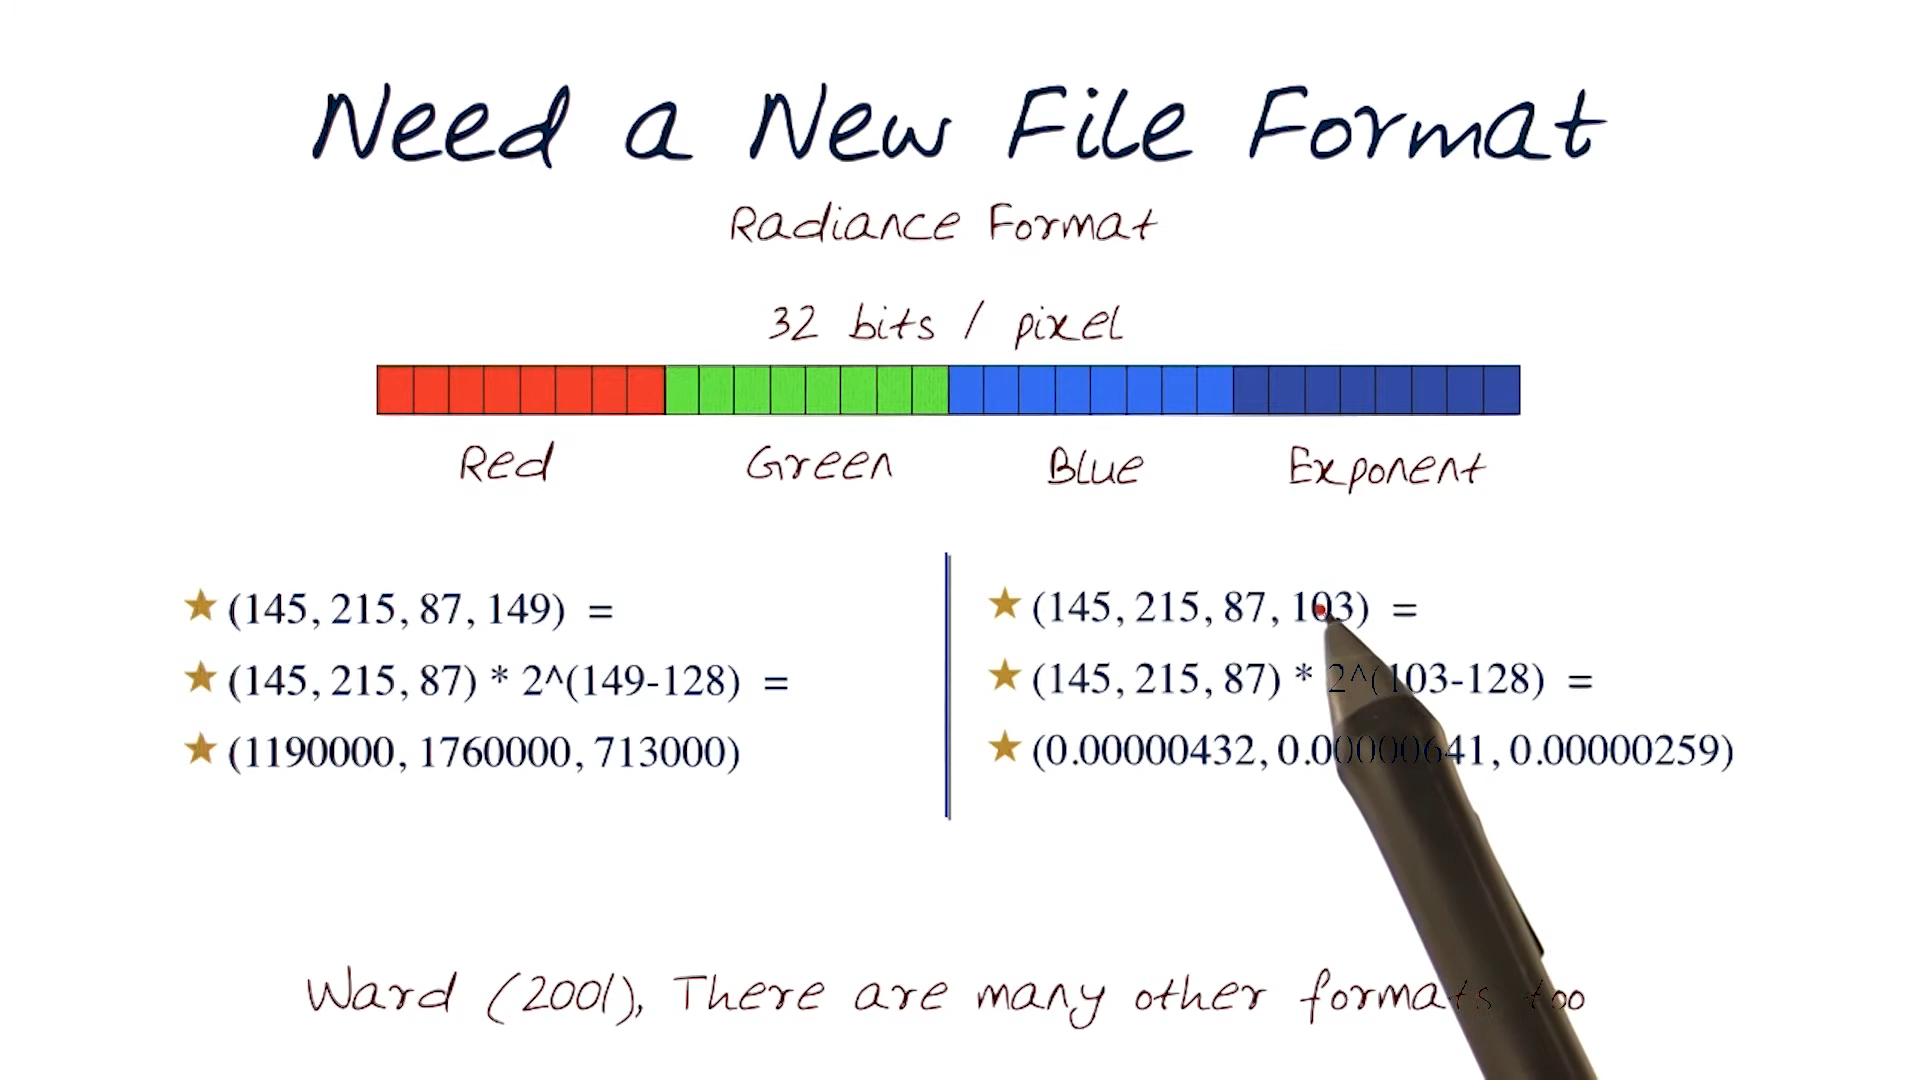 Need a New File Format
Radiance Format
32 bits / pixel
Red Green Blue Exponent
(145, 215, 87, 149) =
(145, 215, 87) * 2^(149-128) =
(1190000, 1760000, 713000)
(145, 215, 87, 103) =
(145, 215, 87) * 2^(103-128) =
(0.00000432, 0.00000641, 0.00000259)
Ward (2001), There are many other formats too